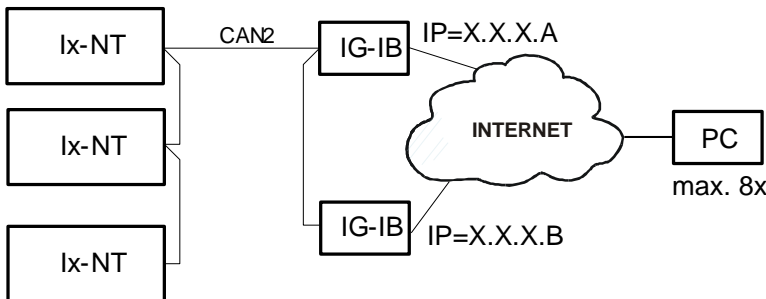 Ix-NT
CAN2
IG-IB
IP=X.X.X.A
Ix-NT
INTERNET
PC
max. 8x
Ix-NT
IG-IB
IP=X.X.X.B